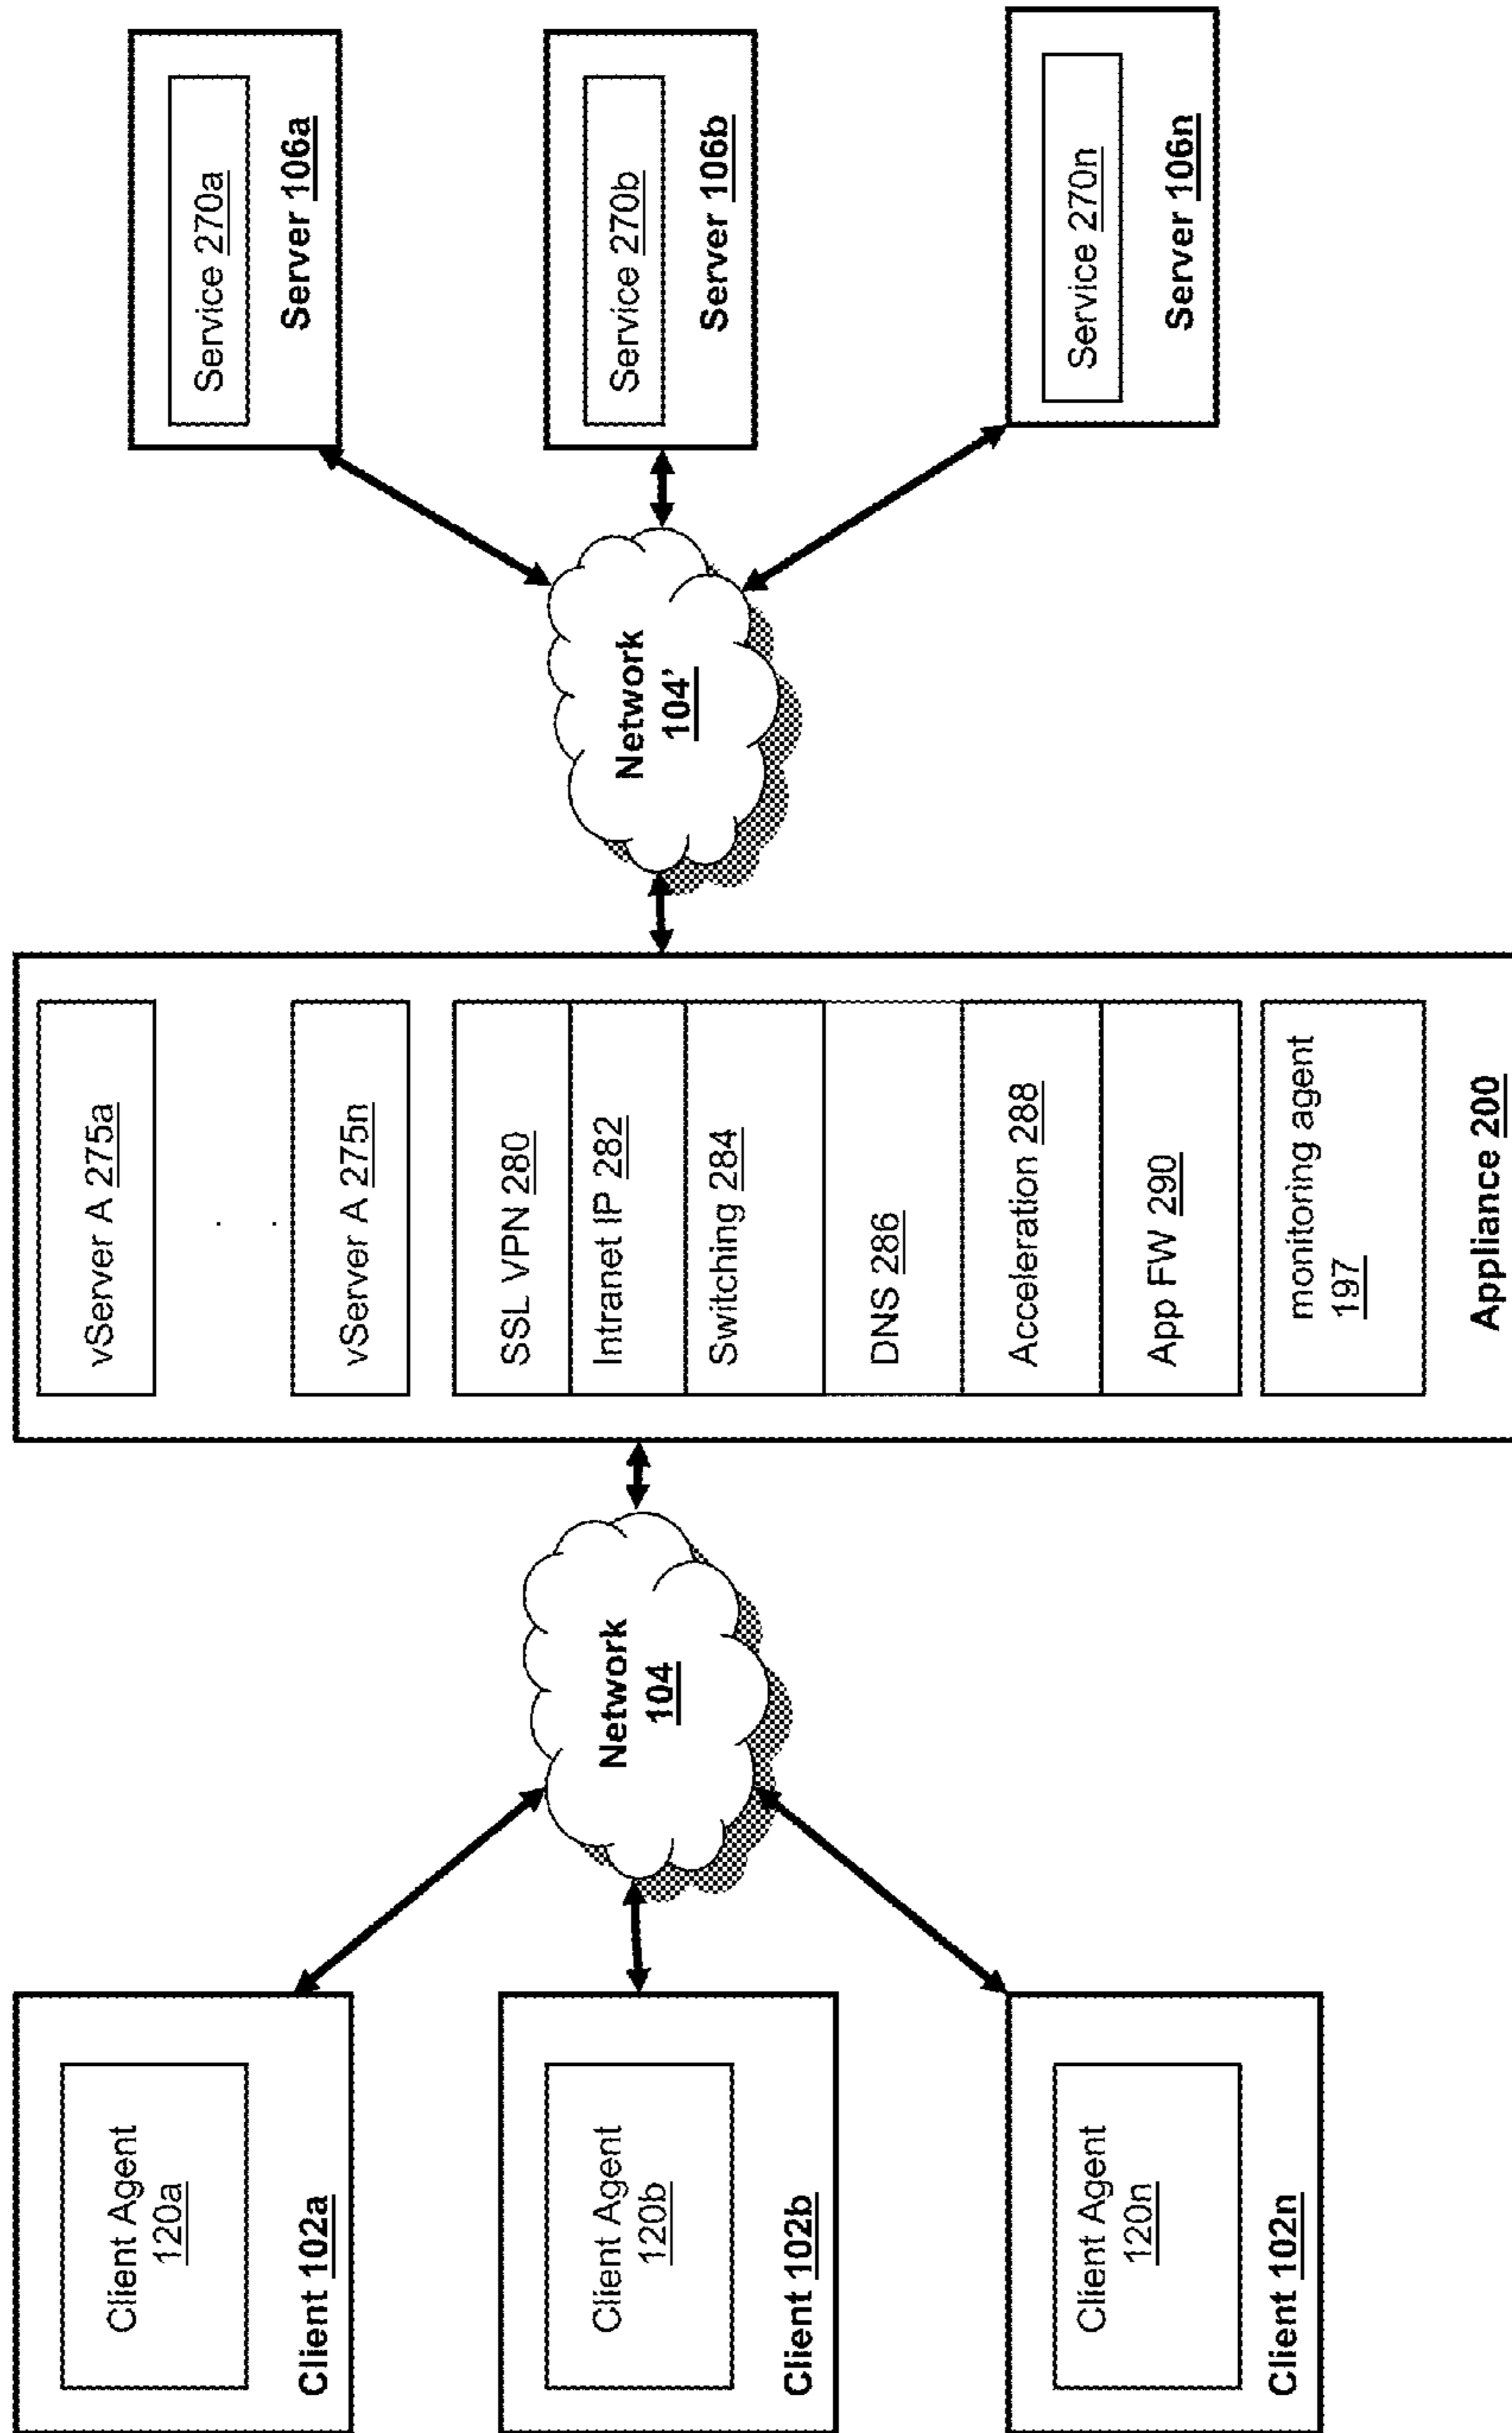 Client Agent
120a
Client 102a
Client Agent
120b
Client 102b
Client Agent
120n
Client 102n
Network
104
vServer A 275a
.
.
vServer A 275n
SSL VPN 280
Intranet IP 282
Switching 284
DNS 286
Acceleration 288
App FW 290
monitoring agent
197
Appliance 200
Network
104'
Service 270a
Server 106a
Service 270b
Server 106b
Service 270n
Server 106n